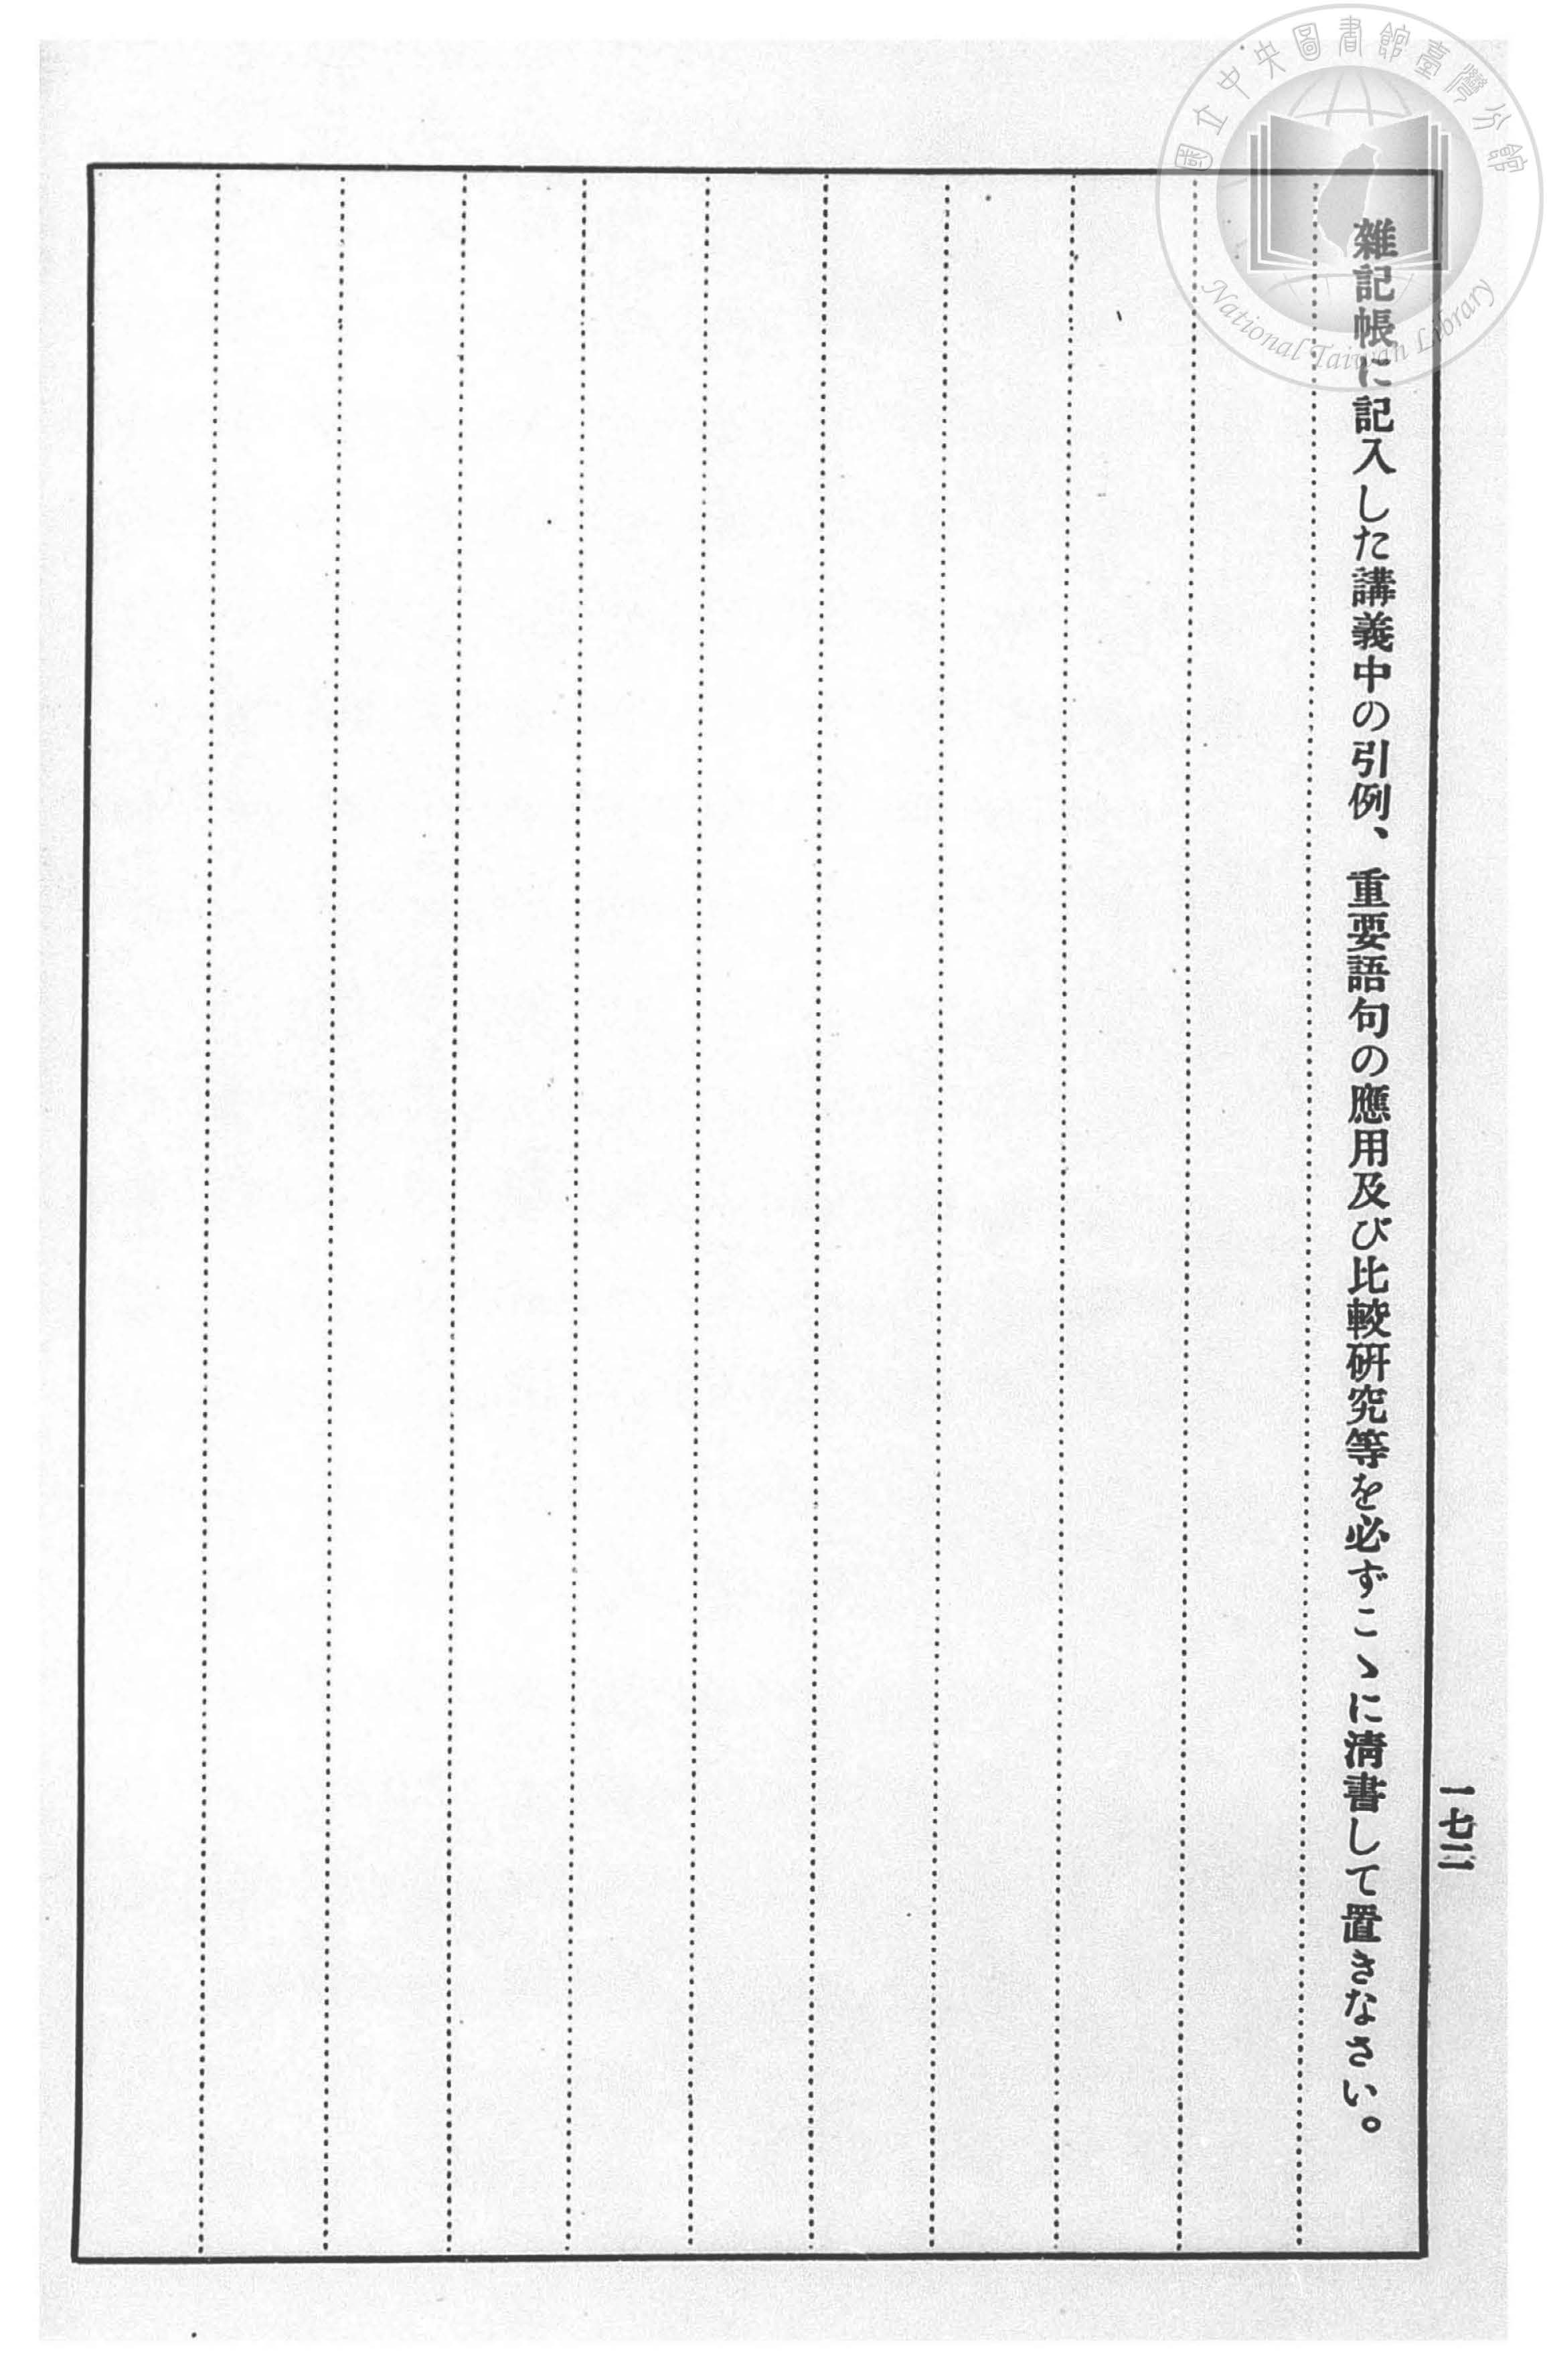 雜記帳に記入した講義中の引例、重要語句の應用及び比較硏究等を必ずこゝに淸書して置きなさい。
一七二
國立中央圖書館臺灣分館
National Taiwan Library